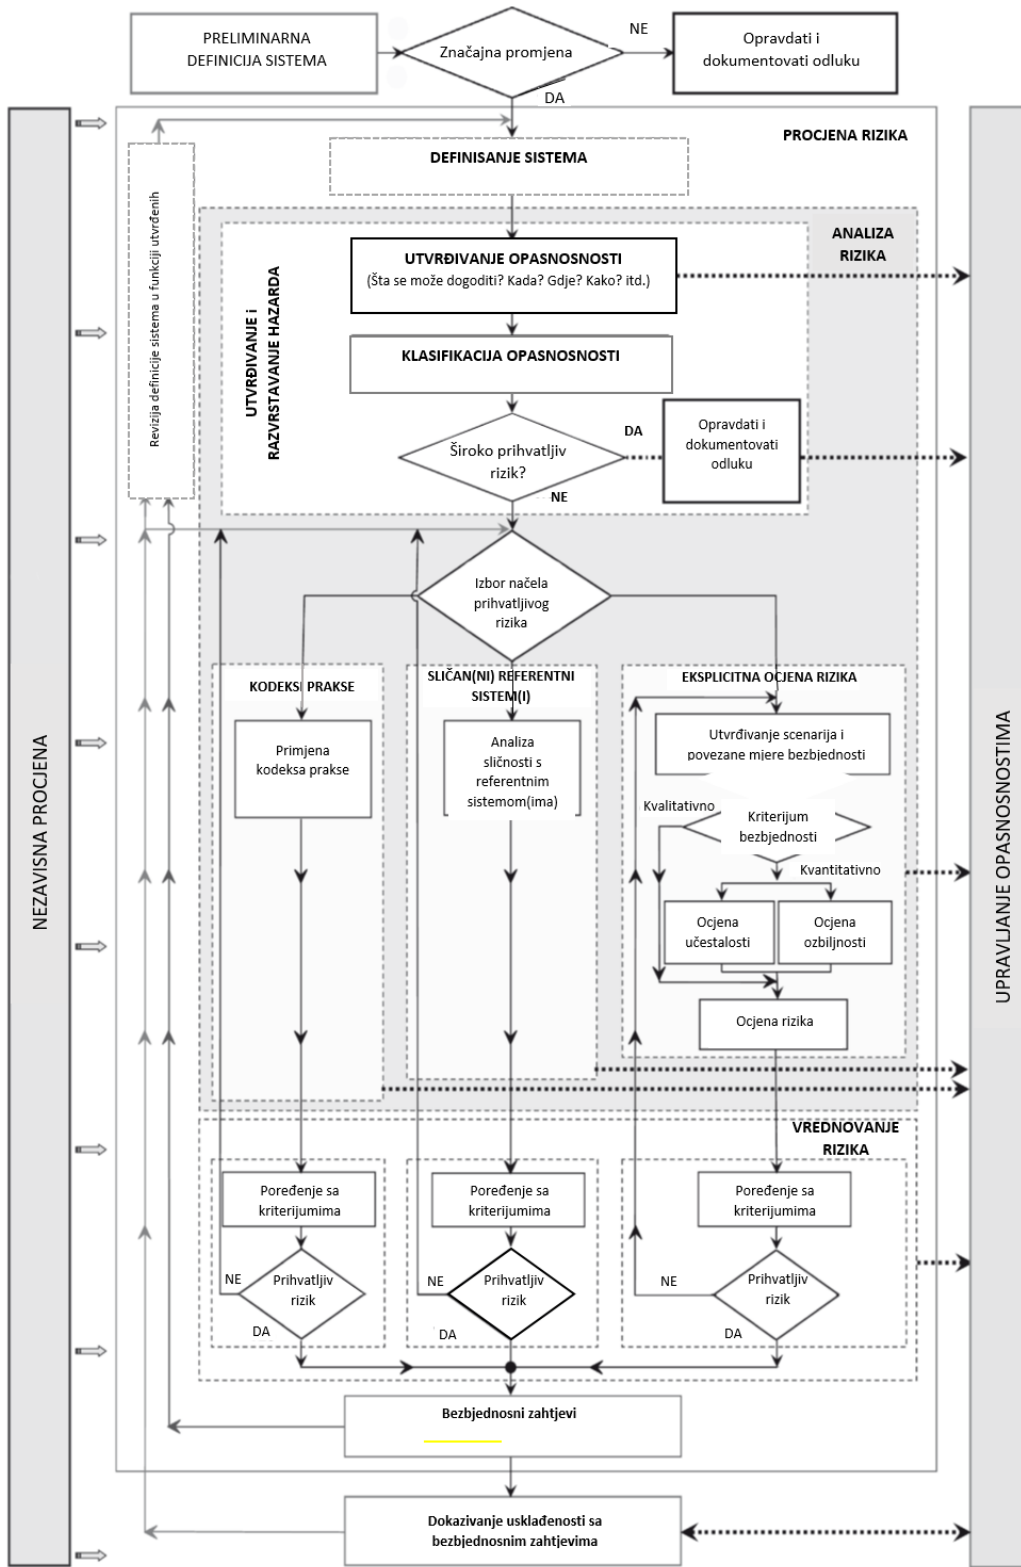 PRELIMINARNA
DEFINICIJA SISTEMA
Značajna promjena
NE
Opravdati i
dokumentovati odluku
DA
PROCJENA RIZIKA
DEFINISANJE SISTEMA
Revizija definicije sistema u funkciji utvrđenih
ANALIZA
RIZIKA
UTVRĐIVANJE i
RAZVRSTAVANJE HAZARDA
UTVRĐIVANJE OPASNOSNOSTI
(Šta se može dogoditi? Kada? Gdje? Kako? itd.)
KLASIFIKACIJA OPASNOSNOSTI
Široko prihvatljiv
rizik?
DA
Opravdati i
dokumentovati
odluku
NE
Izbor načela
prihvatljivog
rizika
KODEKSI PRAKSE
SLIČAN(NI) REFERENTNI
SISTEM(I)
EKSPLICITNA OCJENA RIZIKA
Primjena
kodeksa prakse
Analiza
sličnosti s
referentnim
sistemom(ima)
Utvrđivanje scenarija i
povezane mjere bezbjednosti
Kvalitativno
Kriterijum
bezbjednosti
Kvantitativno
Ocjena
učestalosti
Ocjena
ozbiljnosti
Ocjena rizika
NEZAVISNA PROCJENA
UPRAVLJANJE OPASNOSTIMA
VREDNOVANJE
RIZIKA
Poređenje sa
kriterijumima
Poređenje sa
kriterijumima
Poređenje sa
kriterijumima
NE
Prihvatljiv
rizik
DA
NE
Prihvatljiv
rizik
DA
NE
Prihvatljiv
rizik
DA
Bezbjednosni zahtjevi
Dokazivanje usklađenosti sa
bezbjednosnim zahtjevima